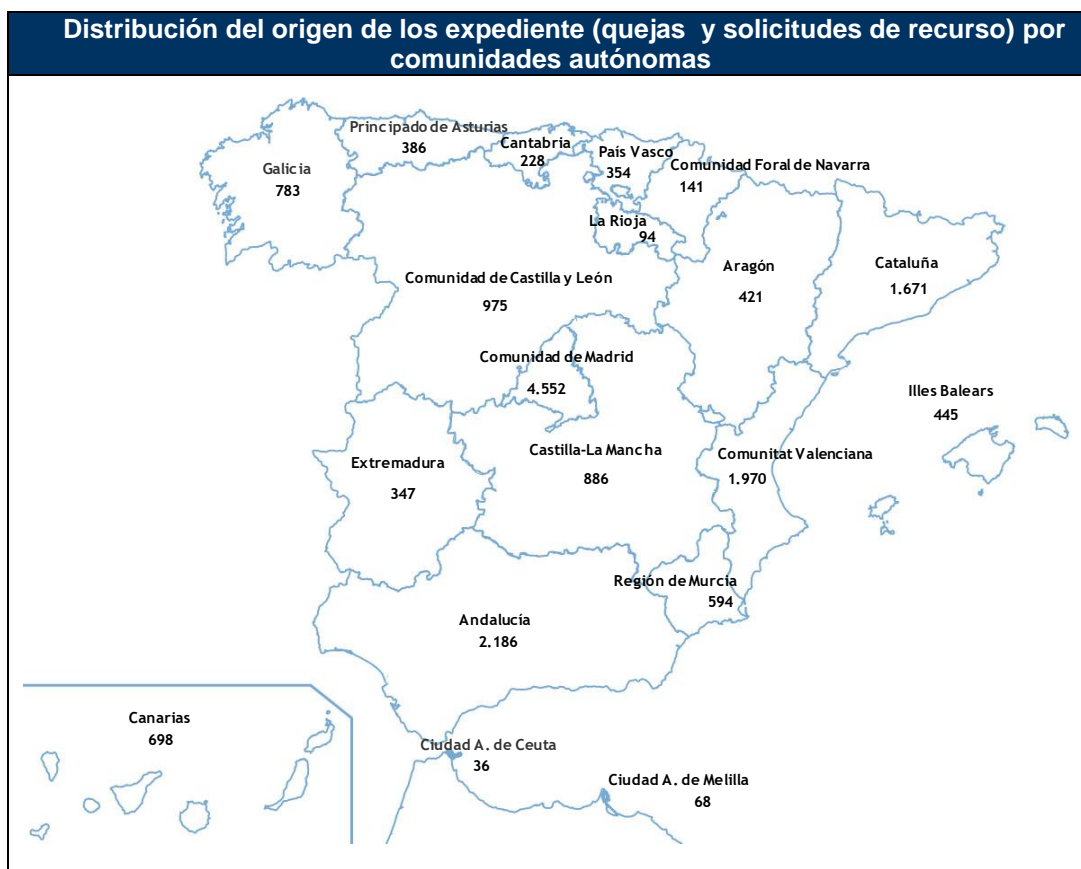 Distribución del origen de los expediente (quejas y solicitudes de recurso) por
comunidades autónomas
Principado de Asturias
386
Cantabria
228
País Vasco
354
Comunidad Foral de Navarra
141
Galicia
783
La Rioja
94
Aragón
421
Cataluña
1.671
Comunidad de Castilla y León
975
Comunidad de Madrid
4.552
Illes Balears
445
Extremadura
347
Castilla-La Mancha
886
Comunitat Valenciana
1.970
Región de Murcia
594
Andalucía
2.186
Canarias
698
Ciudad A. de Ceuta
36
Ciudad A. de Melilla
68